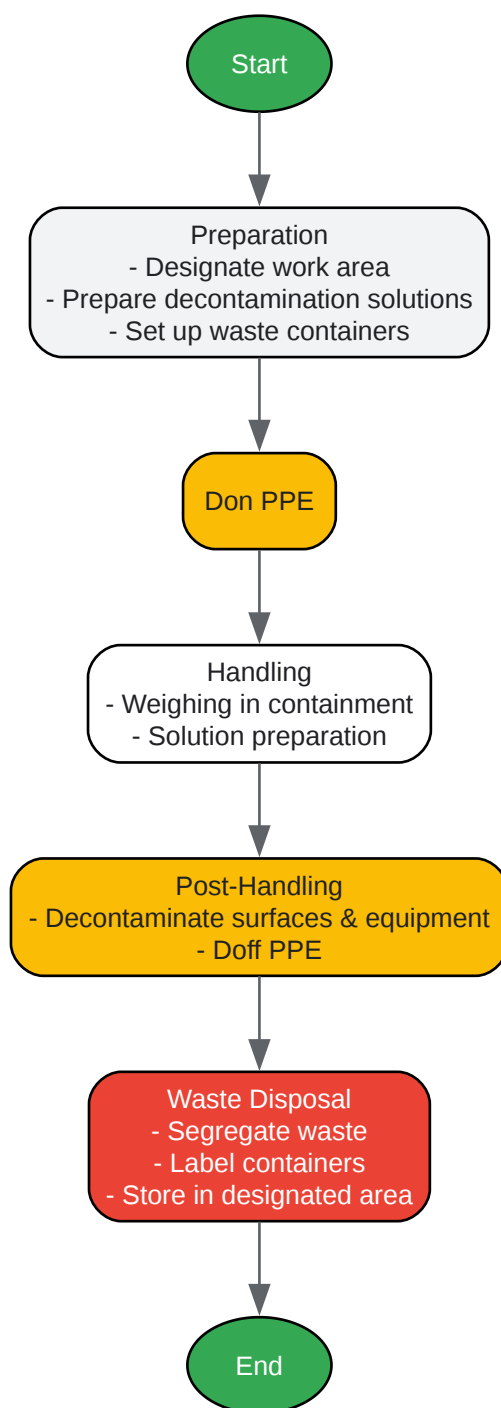 Start
Preparation
- Designate work area
- Prepare decontamination solutions
- Set up waste containers
Don PPE
Handling
- Weighing in containment
- Solution preparation
Post-Handling
- Decontaminate surfaces & equipment
- Doff PPE
Waste Disposal
- Segregate waste
- Label containers
- Store in designated area
End